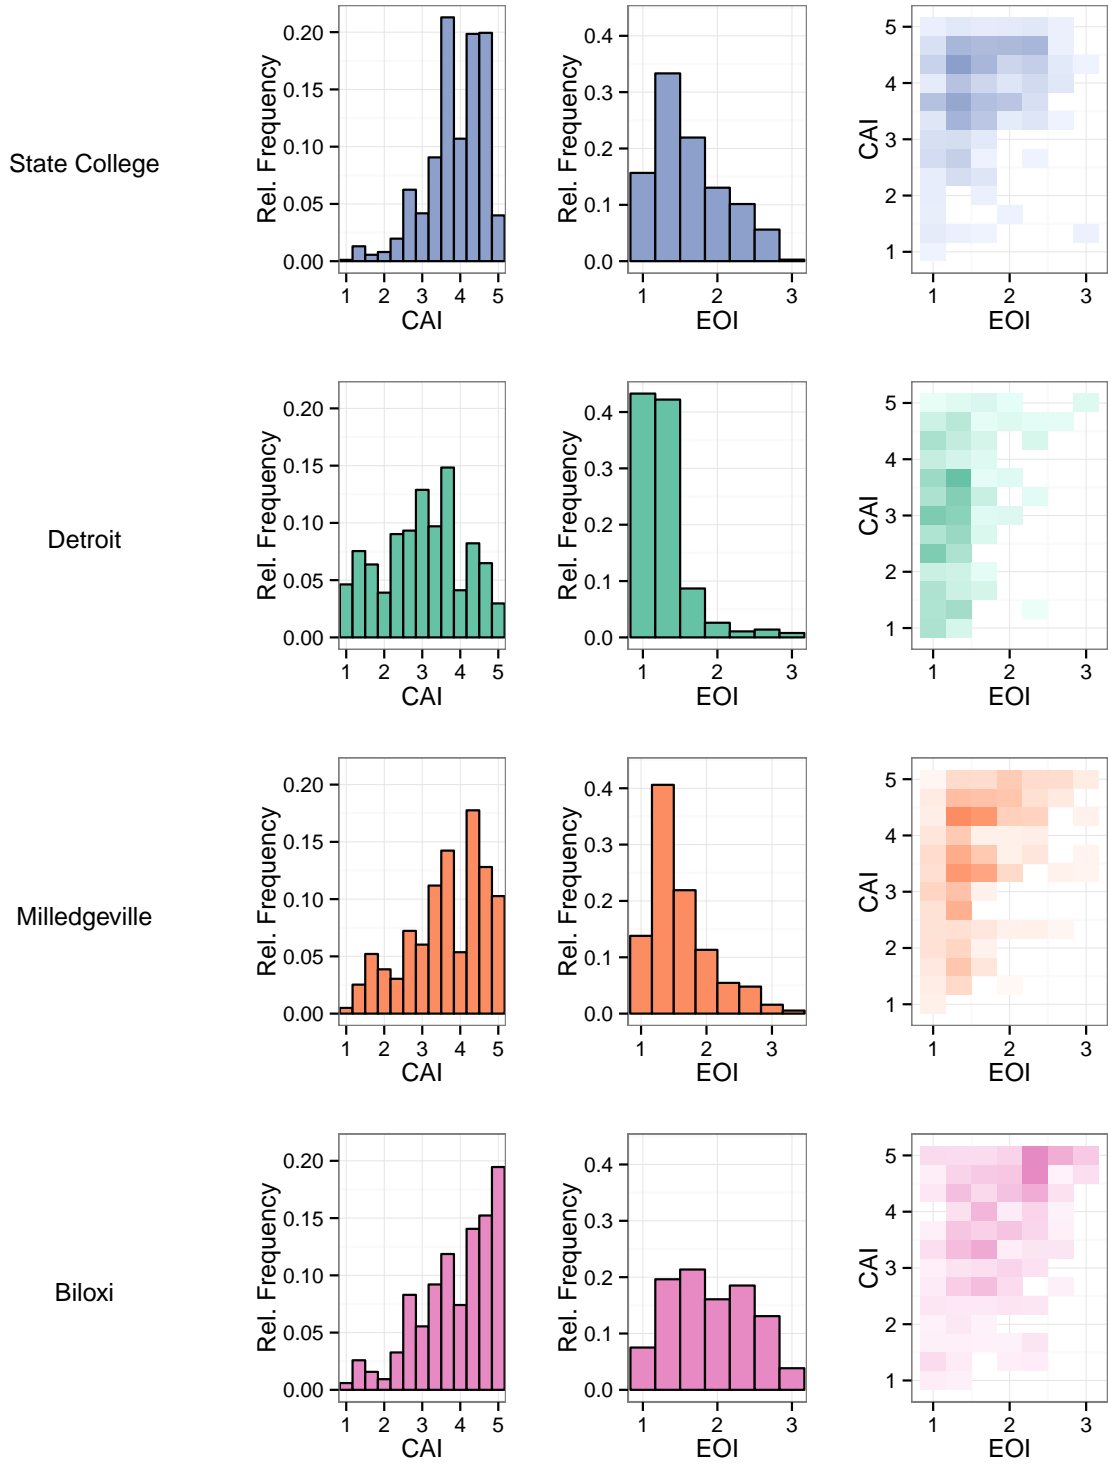 State College
Rel. Frequency
0.20
0.15
0.10
0.05
0.00
1 2 3 4 5
CAI
Rel. Frequency
0.4
0.3
0.2
0.1
0.0
1 2 3
EOI
CAI
5
4
3
2
1
1 2 3
EOI
Detroit
Rel. Frequency
0.20
0.15
0.10
0.05
0.00
1 2 3 4 5
CAI
Rel. Frequency
0.4
0.3
0.2
0.1
0.0
1 2 3
EOI
CAI
5
4
3
2
1
1 2 3
EOI
Milledgeville
Rel. Frequency
0.20
0.15
0.10
0.05
0.00
1 2 3 4 5
CAI
Rel. Frequency
0.4
0.3
0.2
0.1
0.0
1 2 3
EOI
CAI
5
4
3
2
1
1 2 3
EOI
Biloxi
Rel. Frequency
0.20
0.15
0.10
0.05
0.00
1 2 3 4 5
CAI
Rel. Frequency
0.4
0.3
0.2
0.1
0.0
1 2 3
EOI
CAI
5
4
3
2
1
1 2 3
EOI